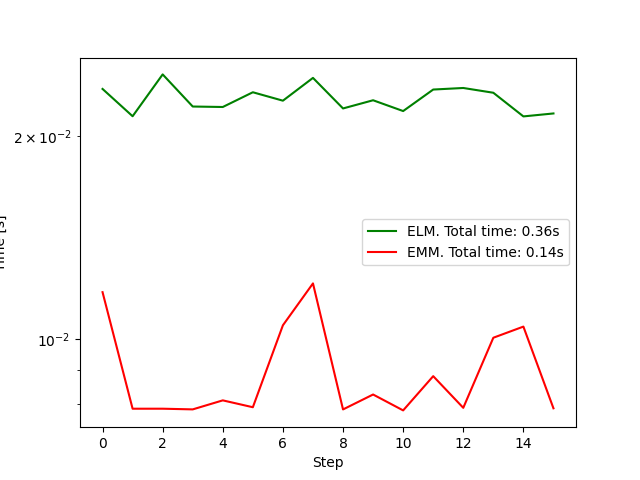 2 × 10⁻²
ELM. Total time: 0.36s
EMM. Total time: 0.14s
10⁻²
0 2 4 6 8 10 12 14
Step